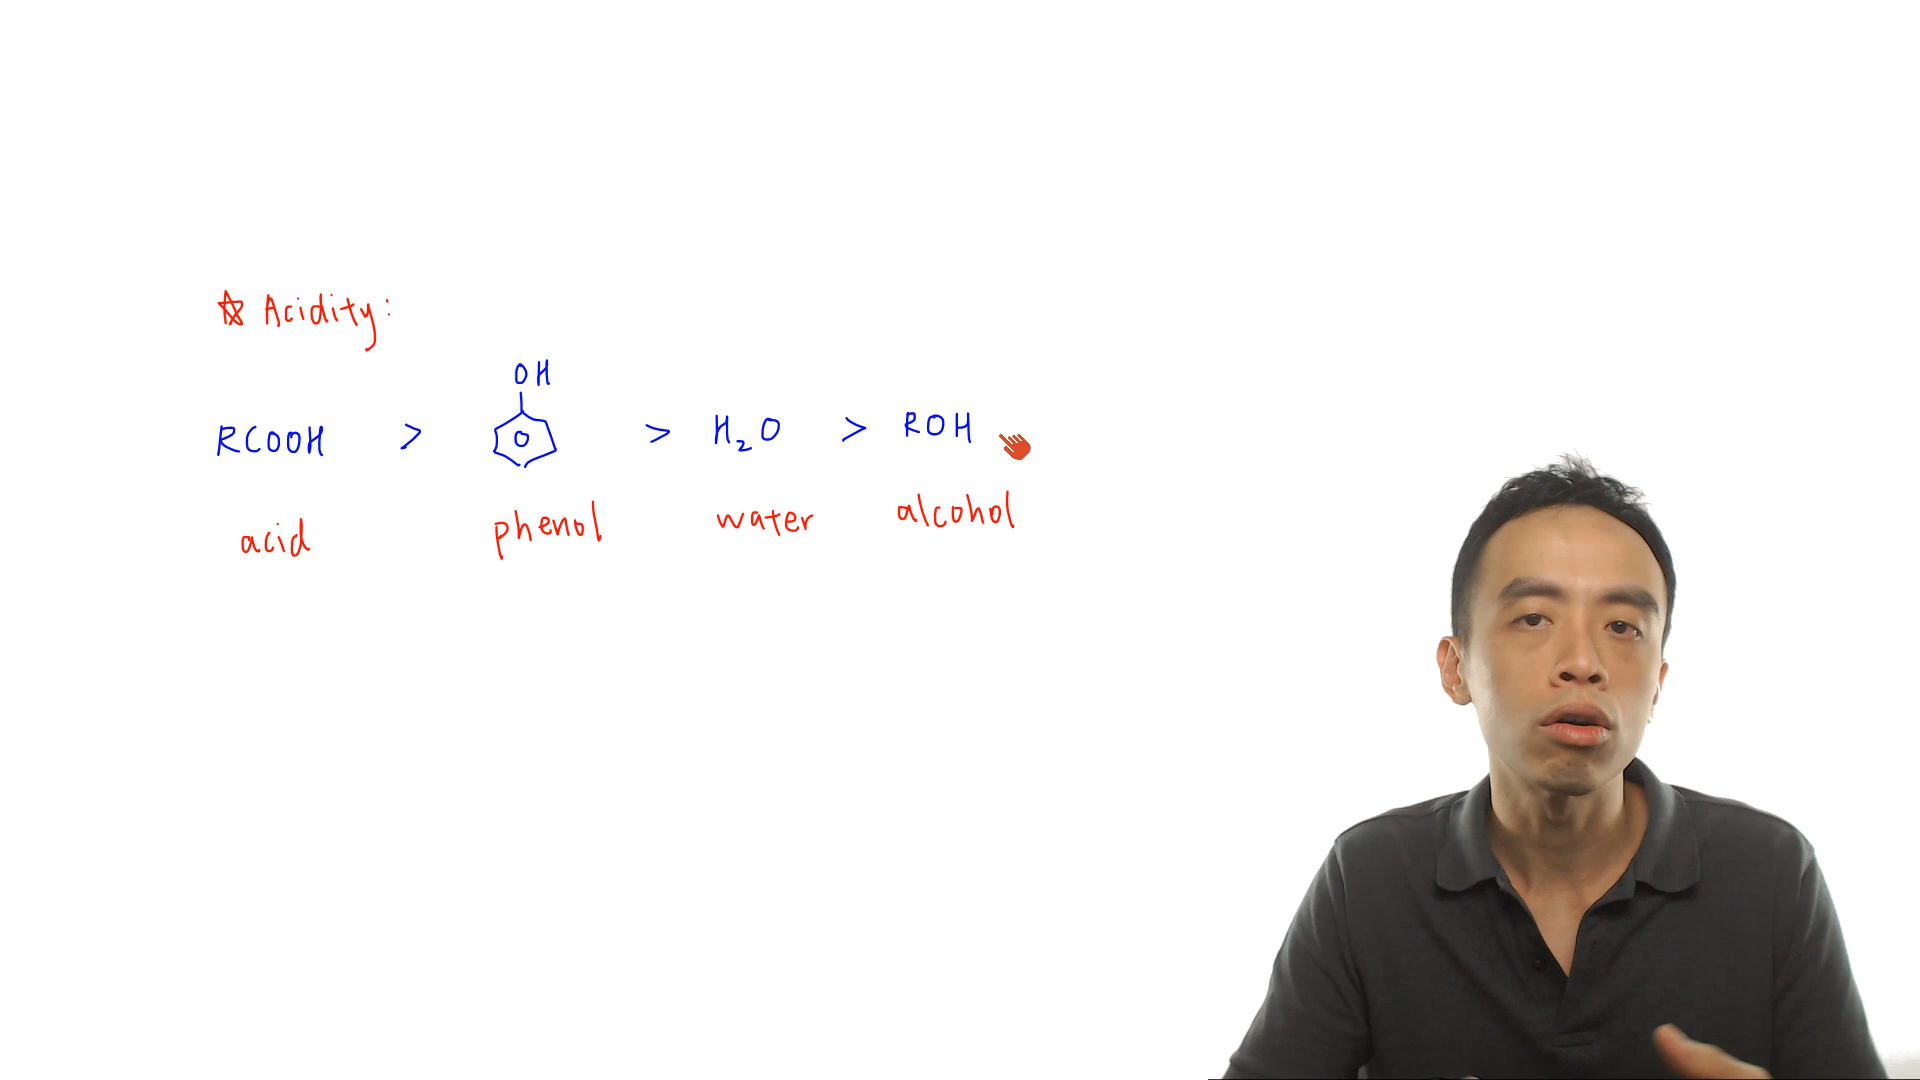 ☆ Acidity:
OH
RCOOH > > H₂O > ROH
acid phenol water alcohol